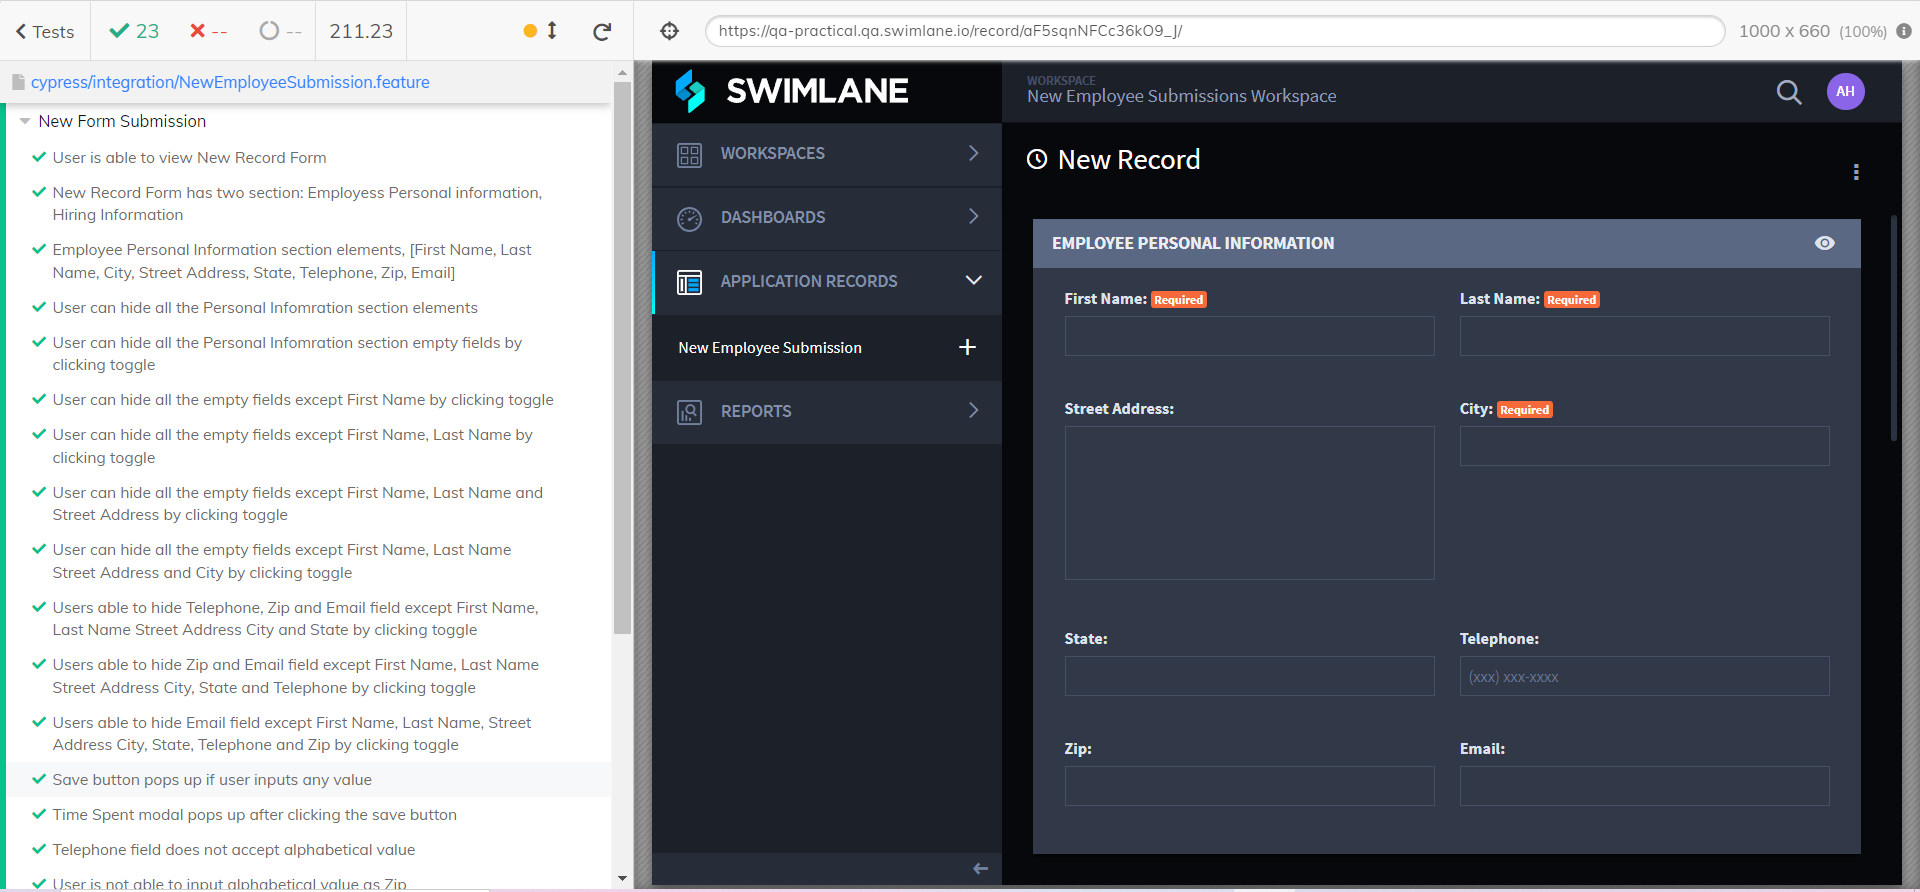 Tests
23
--
--
211.23
https://qa-practical.qa.swimlane.io/record/aF5sqnNFCc36kO9_J/
1000 x 660 (100%)
cypress/integration/NewEmployeeSubmission.feature
New Form Submission
User is able to view New Record Form
New Record Form has two section: Employess Personal information,
Hiring Information
Employee Personal Information section elements, [First Name, Last
Name, City, Street Address, State, Telephone, Zip, Email]
User can hide all the Personal Infomration section elements
User can hide all the Personal Infomration section empty fields by
clicking toggle
User can hide all the empty fields except First Name by clicking toggle
User can hide all the empty fields except First Name, Last Name by
clicking toggle
User can hide all the empty fields except First Name, Last Name and
Street Address by clicking toggle
User can hide all the empty fields except First Name, Last Name
Street Address and City by clicking toggle
Users able to hide Telephone, Zip and Email field except First Name,
Last Name Street Address City and State by clicking toggle
Users able to hide Zip and Email field except First Name, Last Name
Street Address City, State and Telephone by clicking toggle
Users able to hide Email field except First Name, Last Name, Street
Address City, State, Telephone and Zip by clicking toggle
Save button pops up if user inputs any value
Time Spent modal pops up after clicking the save button
Telephone field does not accept alphabetical value
User is not able to input alphabetical value as Zip
SWIMLANE
WORKSPACES
DASHBOARDS
APPLICATION RECORDS
New Employee Submission
REPORTS
WORKSPACE
New Employee Submissions Workspace
AH
New Record
EMPLOYEE PERSONAL INFORMATION
First Name: Required
Last Name: Required
Street Address:
City: Required
State:
Telephone:
(xxx) xxx-xxxx
Zip:
Email: